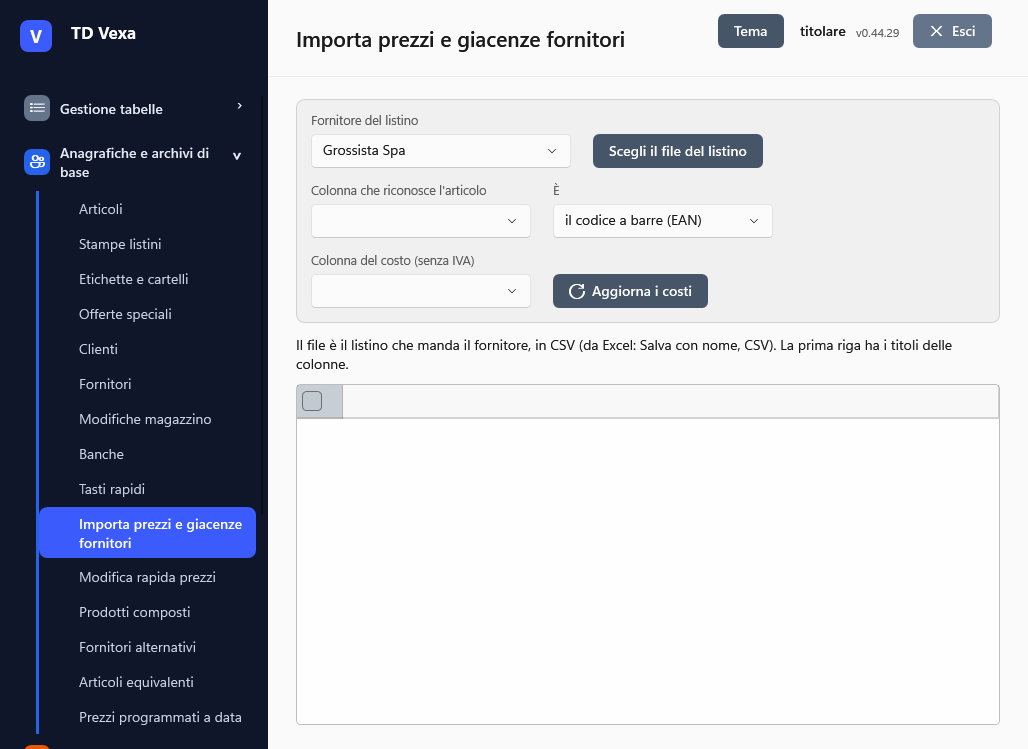 V
TD Vexa
Gestione tabelle
Anagrafiche e archivi di
base
Articoli
Stampe listini
Etichette e cartelli
Offerte speciali
Clienti
Fornitori
Modifiche magazzino
Banche
Tasti rapidi
Importa prezzi e giacenze
fornitori
Modifica rapida prezzi
Prodotti composti
Fornitori alternativi
Articoli equivalenti
Prezzi programmati a data
Importa prezzi e giacenze fornitori
Tema
titolare
v0.44.29
Esci
Fornitore del listino
Grossista Spa
Scegli il file del listino
Colonna che riconosce l'articolo
È
il codice a barre (EAN)
Colonna del costo (senza IVA)
Aggiorna i costi
Il file è il listino che manda il fornitore, in CSV (da Excel: Salva con nome, CSV). La prima riga ha i titoli delle
colonne.